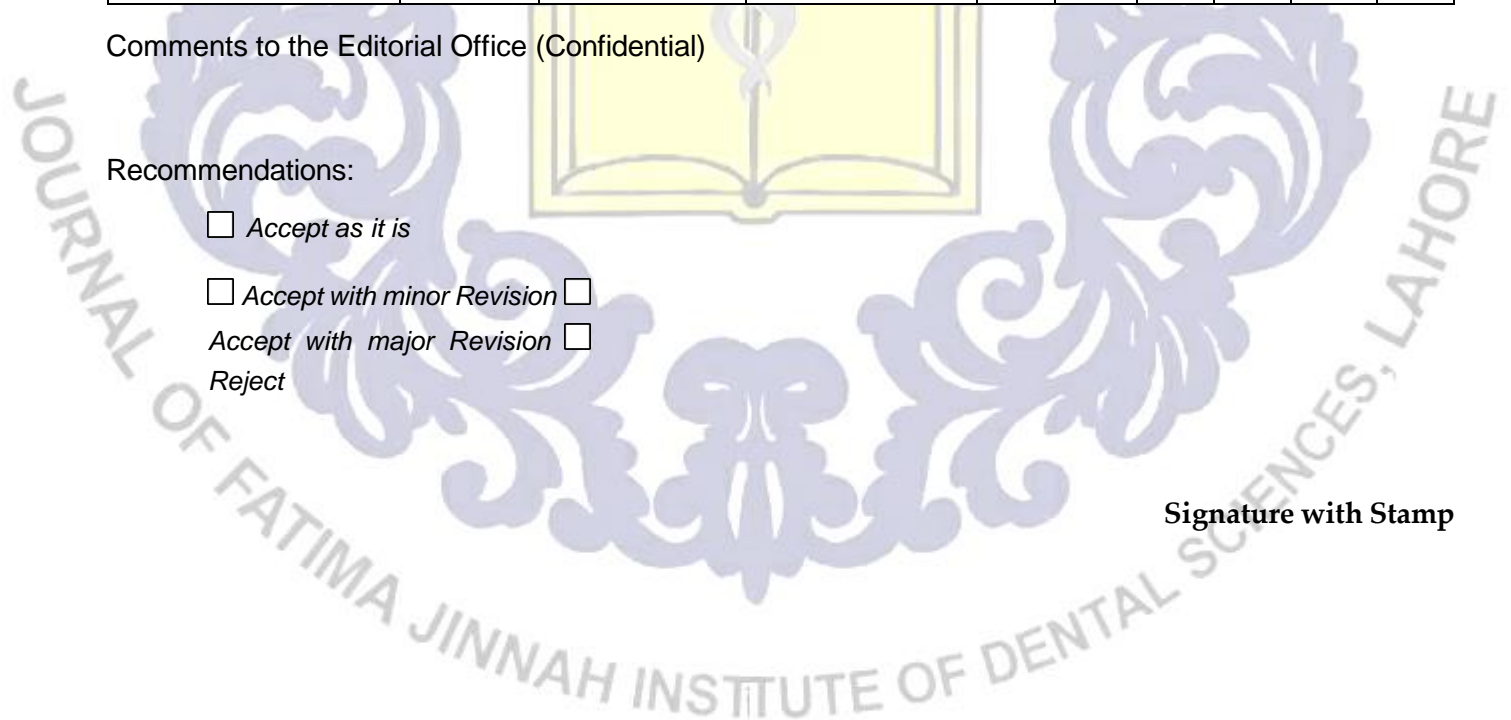 Comments to the Editorial Office (Confidential)
Recommendations:
Accept as it is
Accept with minor Revision
Accept with major Revision
Reject
Signature with Stamp
JOURNAL OF FATIMA JINNAH INSTITUTE OF DENTAL SCIENCES, LAHORE